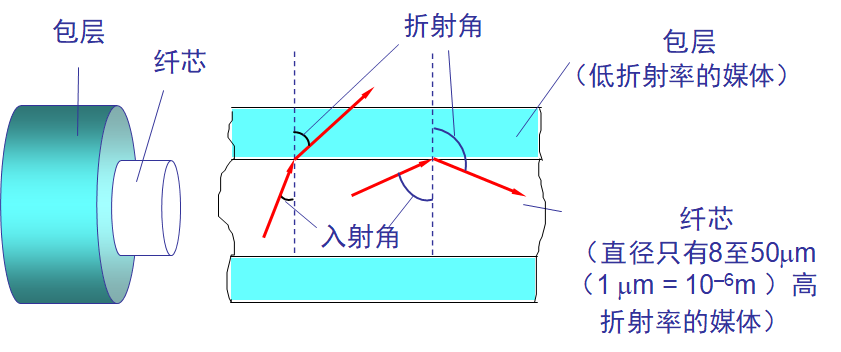 包层
纤芯
折射角
包层
（低折射率的媒体）
入射角
纤芯
（直径只有8至50μm
（1 μm = 10⁻⁶m ）高
折射率的媒体）